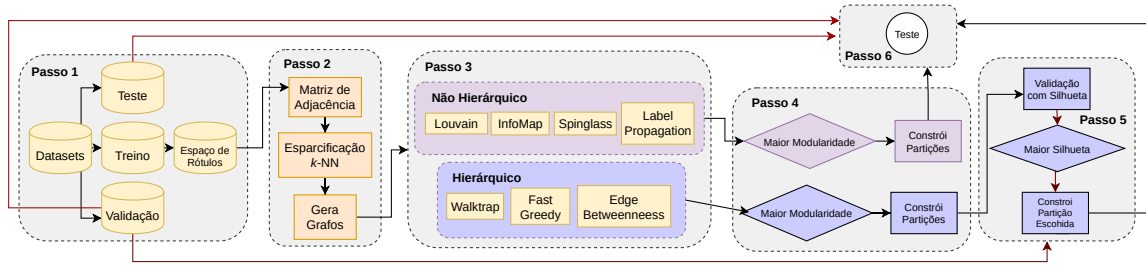 Passo 1
Teste
Datasets
Treino
Espaço de
Rótulos
Validação
Passo 2
Matriz de
Adjacência
Esparcificação
k-NN
Gera
Grafos
Passo 3
Não Hierárquico
Louvain
InfoMap
Spinglass
Label
Propagation
Hierárquico
Walktrap
Fast
Greedy
Edge
Betweenneess
Passo 4
Maior Modularidade
Constrói
Partições
Maior Modularidade
Constrói
Partições
Validação
com Silhueta
Passo 5
Maior Silhueta
Constroi
Partição
Escohida
Teste
Passo 6